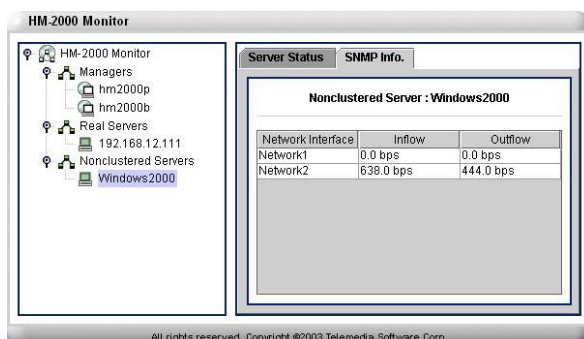 HM-2000 Monitor
HM-2000 Monitor
Managers
hm2000p
hm2000b
Real Servers
192.168.12.111
Nonclustered Servers
Windows2000
Server Status SNMP Info.
Nonclustered Server : Windows2000
Network Interface Inflow Outflow
Network1 0.0 bps 0.0 bps
Network2 638.0 bps 444.0 bps
All rights reserved. Copyright @2003 Telemedia Software Corp